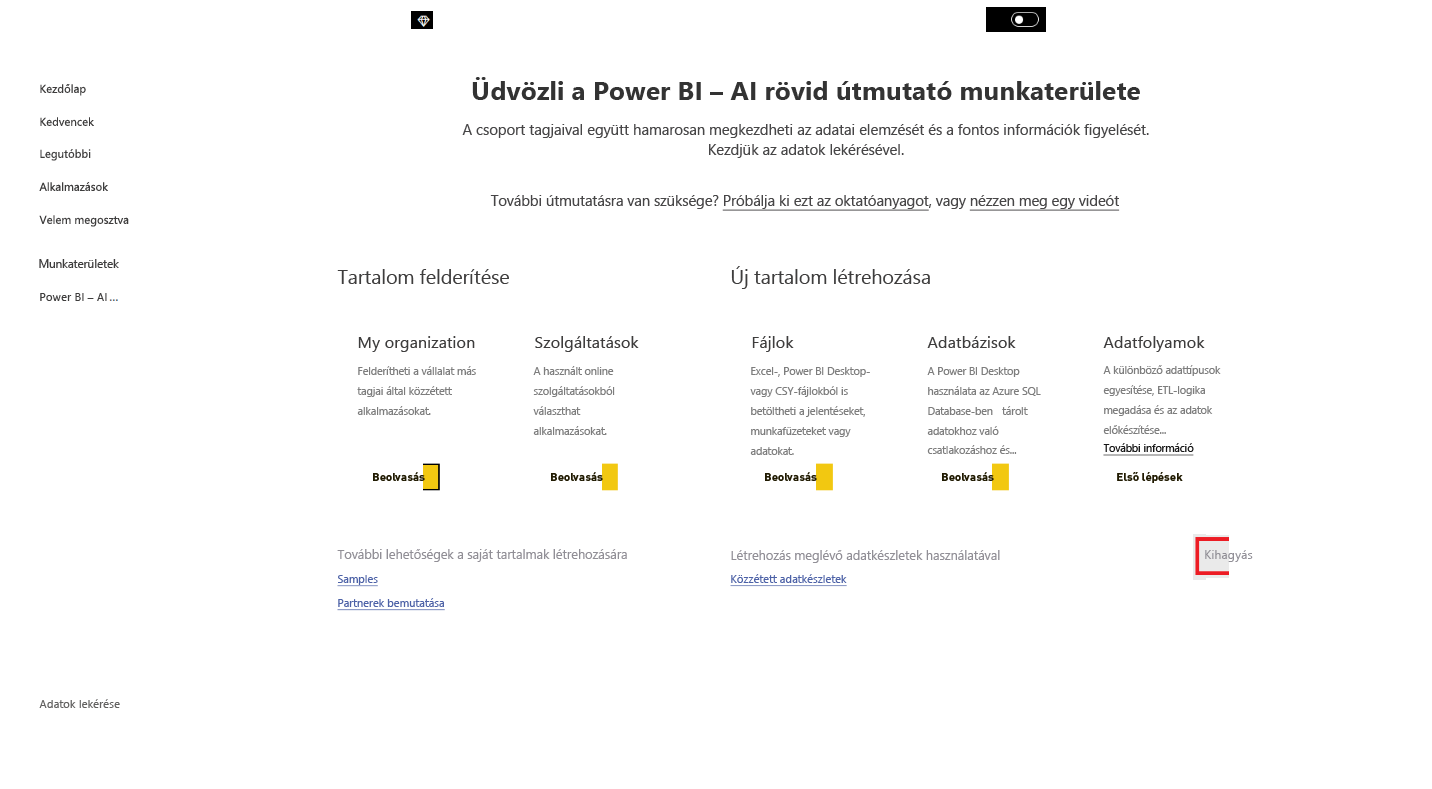 Kezdőlap
Kedvencek
Legutóbbi
Alkalmazások
Velem megosztva
Munkaterületek
Power BI – AI ...
Adatok lekérése
Üdvözli a Power BI – AI rövid útmutató munkaterülete
A csoport tagjaival együtt hamarosan megkezdheti az adatai elemzését és a fontos információk figyelését.
Kezdjük az adatok lekérésével.
További útmutatásra van szüksége? Próbálja ki ezt az oktatóanyagot, vagy nézzen meg egy videót
Tartalom felderítése
My organization
Felderítheti a vállalat más
tagjai által közzétett
alkalmazásokat.
Beolvasás
Szolgáltatások
A használt online
szolgáltatásokból
választhat
alkalmazásokat.
Beolvasás
Új tartalom létrehozása
Fájlok
Excel-, Power BI Desktop-
vagy CSY-fájlokból is
betöltheti a jelentéseket,
munkafüzeteket vagy
adatokat.
Beolvasás
Adatbázisok
A Power BI Desktop
használata az Azure SQL
Database-ben tárolt
adatokhoz való
csatlakozáshoz és...
Beolvasás
Adatfolyamok
A különböző adattípusok
egyesítése, ETL-logika
megadása és az adatok
előkészítése...
További információ
Első lépések
További lehetőségek a saját tartalmak létrehozására
Samples
Partnerek bemutatása
Létrehozás meglévő adatkészletek használatával
Közzétett adatkészletek
Kihagyás